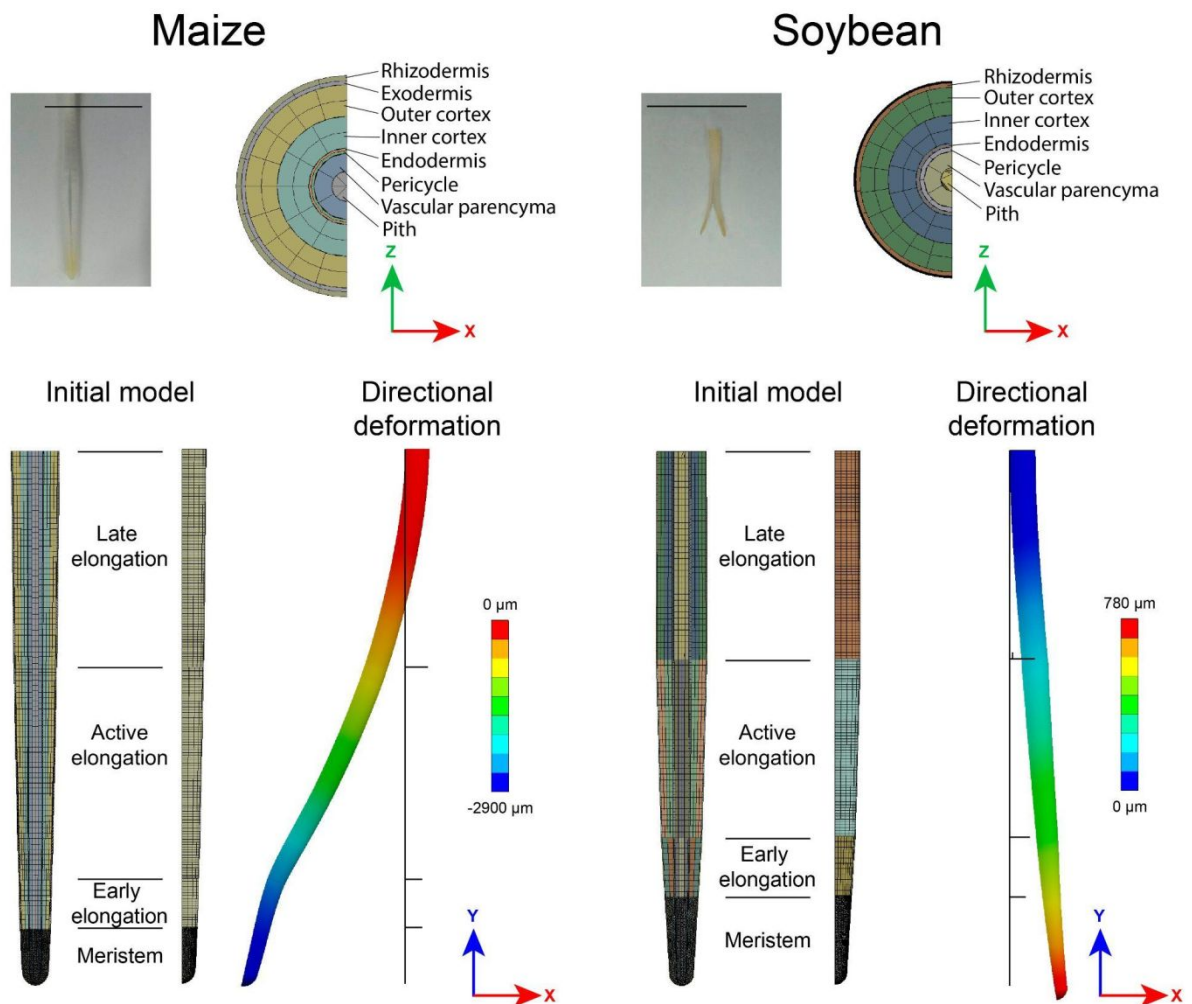 Maize
Rhizodermis
Exodermis
Outer cortex
Inner cortex
Endodermis
Pericycle
Vascular parencyma
Pith
Z
X
Initial model
Directional
deformation
Late
elongation
Active
elongation
Early
elongation
Meristem
0 µm
-2900 µm
Y
X
Soybean
Rhizodermis
Outer cortex
Inner cortex
Endodermis
Pericycle
Vascular parencyma
Pith
Z
X
Initial model
Directional
deformation
Late
elongation
Active
elongation
Early
elongation
Meristem
780 µm
0 µm
Y
X